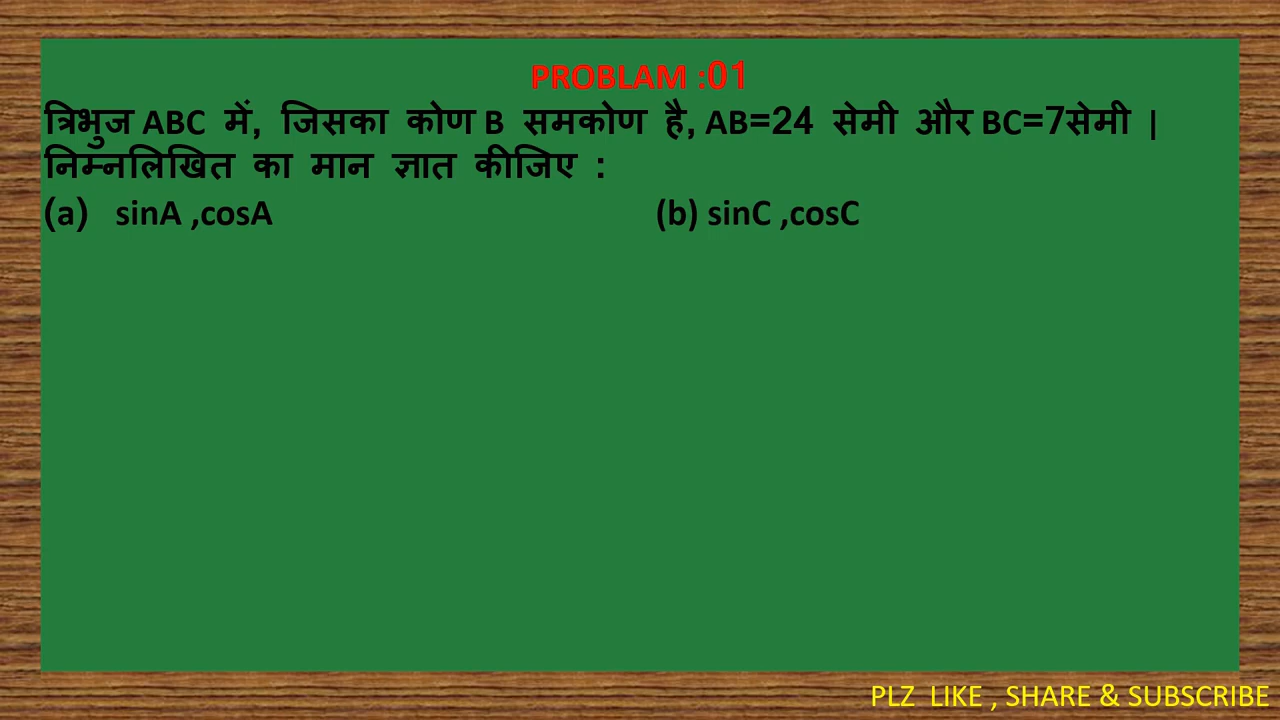 PROBLAM :01
त्रिभुज ABC में, जिसका कोण B समकोण है, AB=24 सेमी और BC=7सेमी |
निम्नलिखित का मान ज्ञात कीजिए :
(a) sinA ,cosA (b) sinC ,cosC
PLZ LIKE , SHARE & SUBSCRIBE